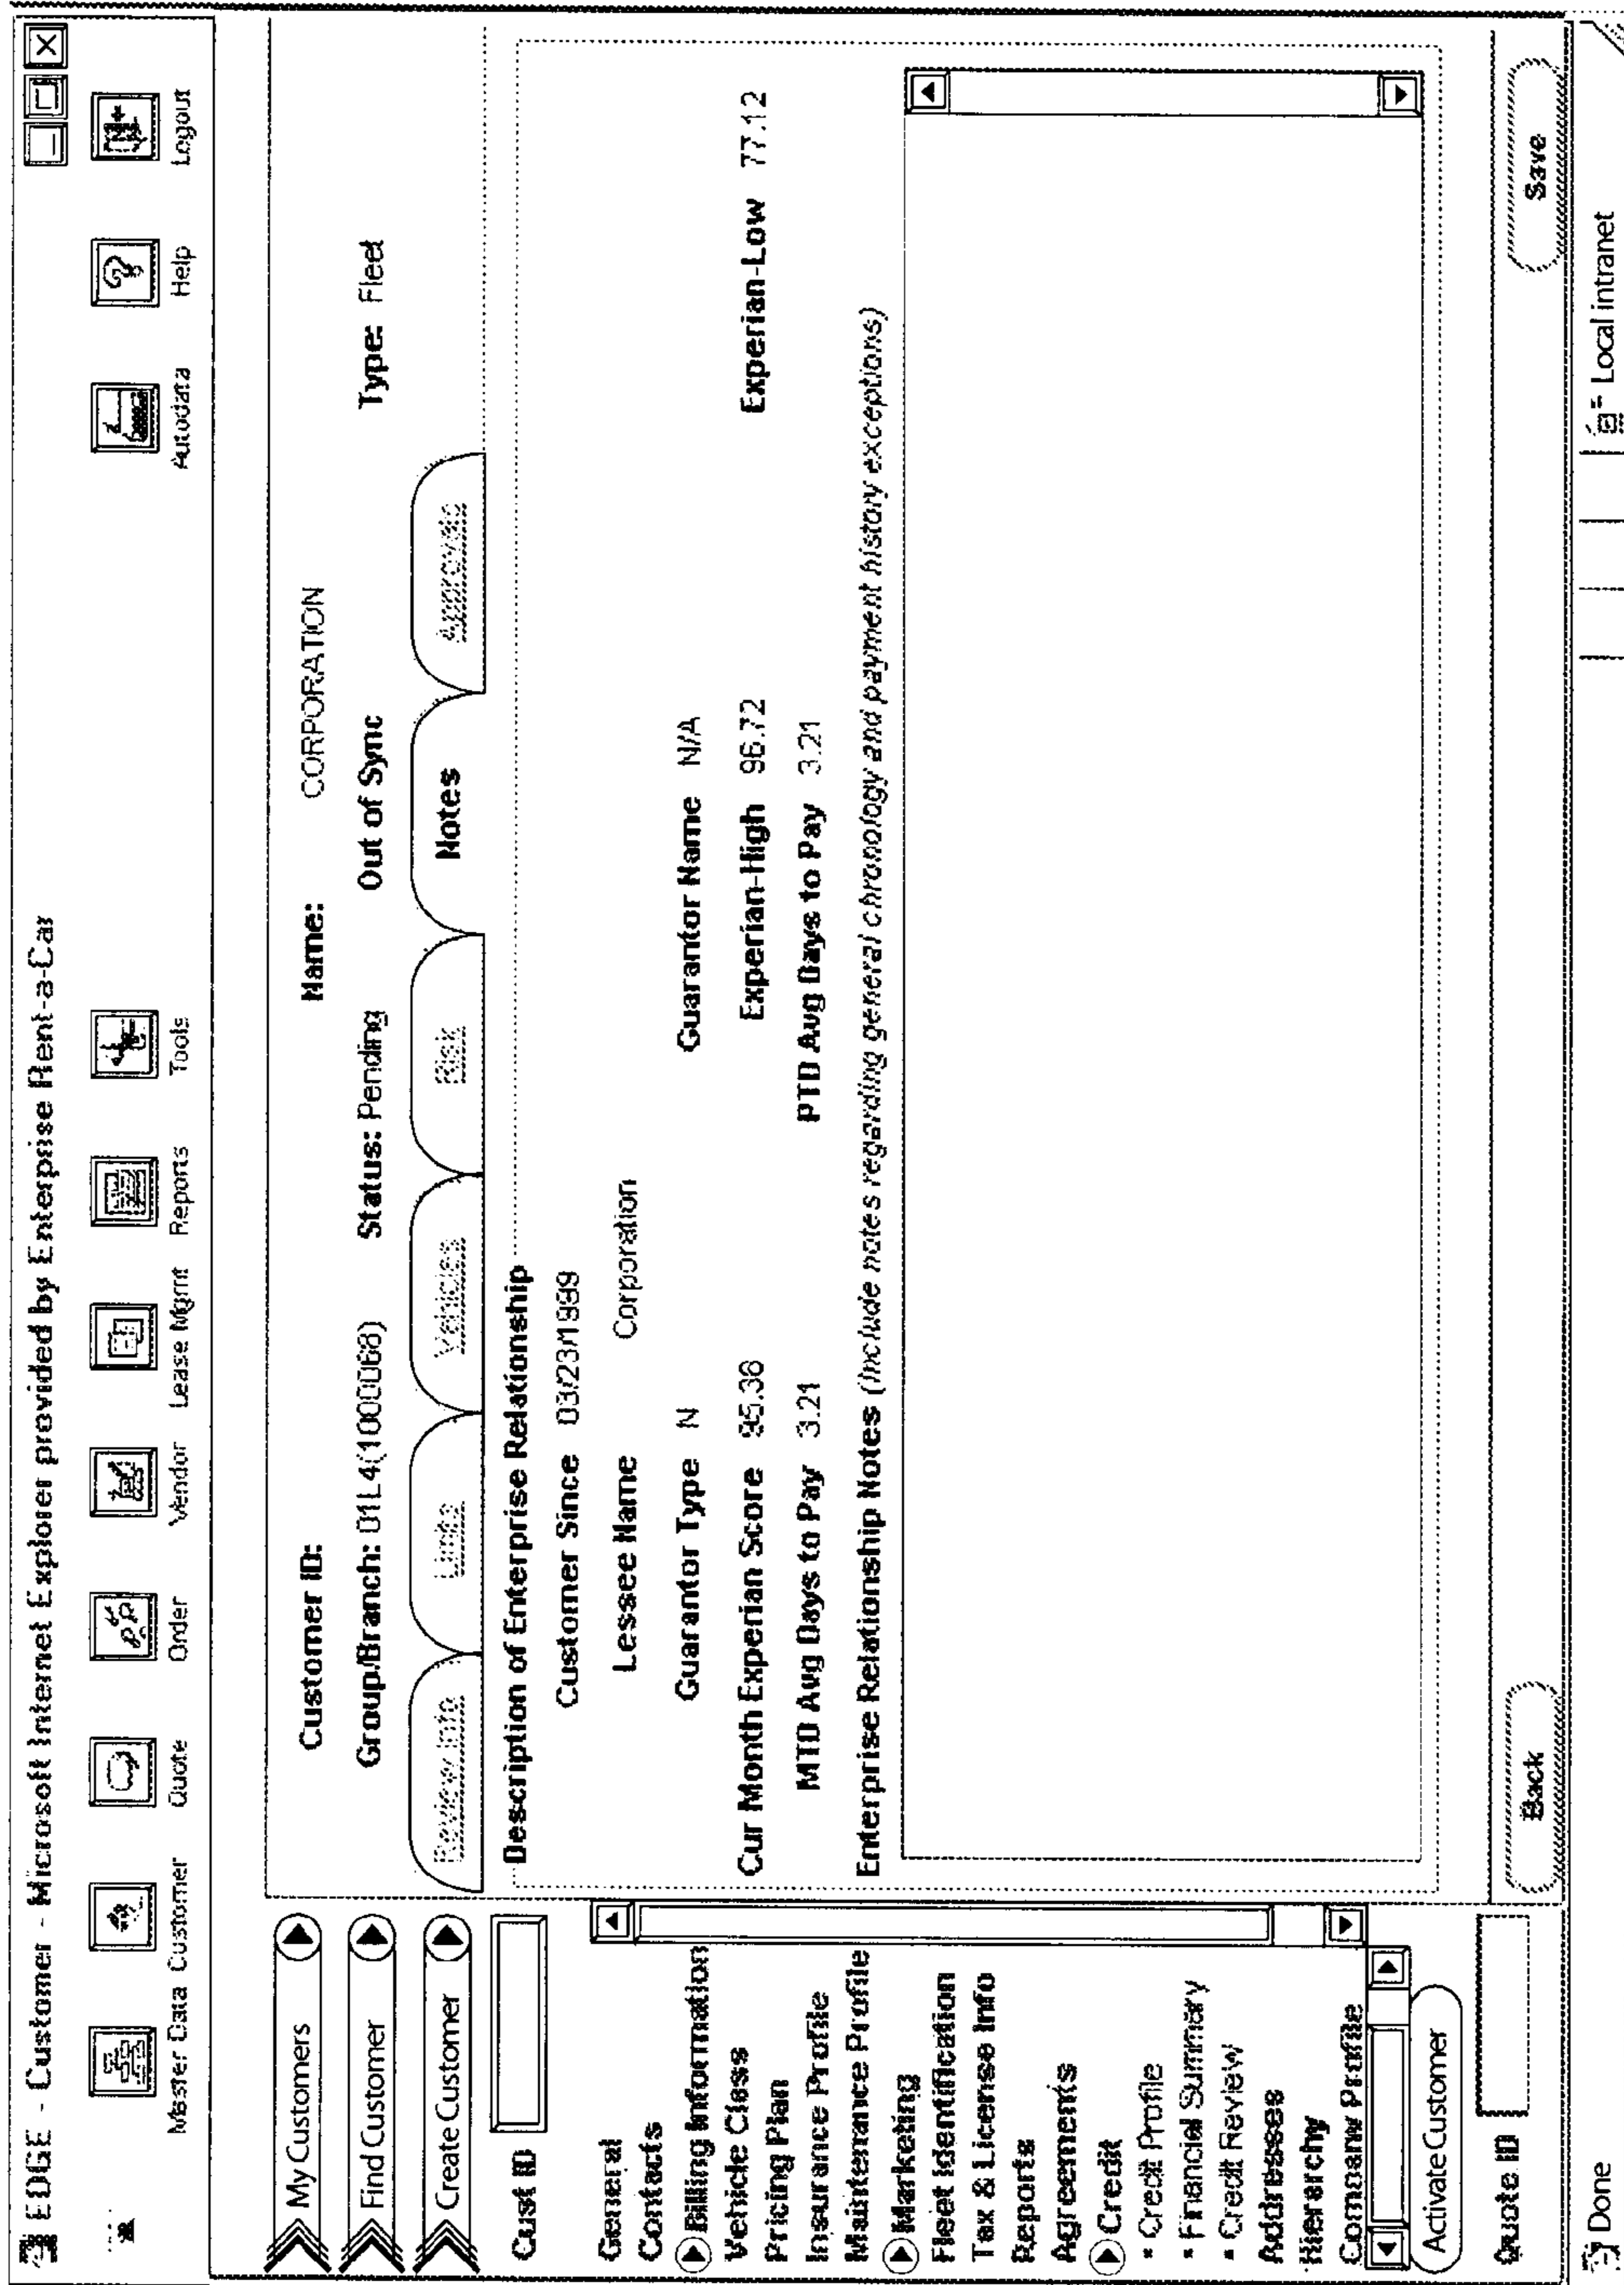 EDGE - Customer - Microsoft Internet Explorer provided by Enterprise Rent-a-Car
Master Data Customer Quote Order Vendor Lease Mgmt Reports Tools Autodata Help Logout
My Customers
Find Customer
Create Customer
Cust ID
General
Contacts
Billing Information
Vehicle Class
Pricing Plan
Insurance Profile
Maintenance Profile
Marketing
Fleet Identification
Tax & License Info
Reports
Agreements
Credit
Credit Profile
Financial Summary
Credit Review
Addresses
Hierarchy
Company Profile
Activate Customer
Quote ID
Customer ID: Name: CORPORATION
Group/Branch: 01L4(100068) Status: Pending Out of Sync Type: Fleet
Review Info Limits Vehicles Risk Notes Approvals
Description of Enterprise Relationship
Customer Since 03/23/1999
Lessee Name Corporation
Guarantor Type N Guarantor Name N/A
Cur Month Experian Score 95.38 Experian-High 96.72 Experian-Low 77.12
MTD Avg Days to Pay 3.21 PTD Avg Days to Pay 3.21
Enterprise Relationship Notes (Include notes regarding general chronology and payment history exceptions)
Back Save
Done Local intranet